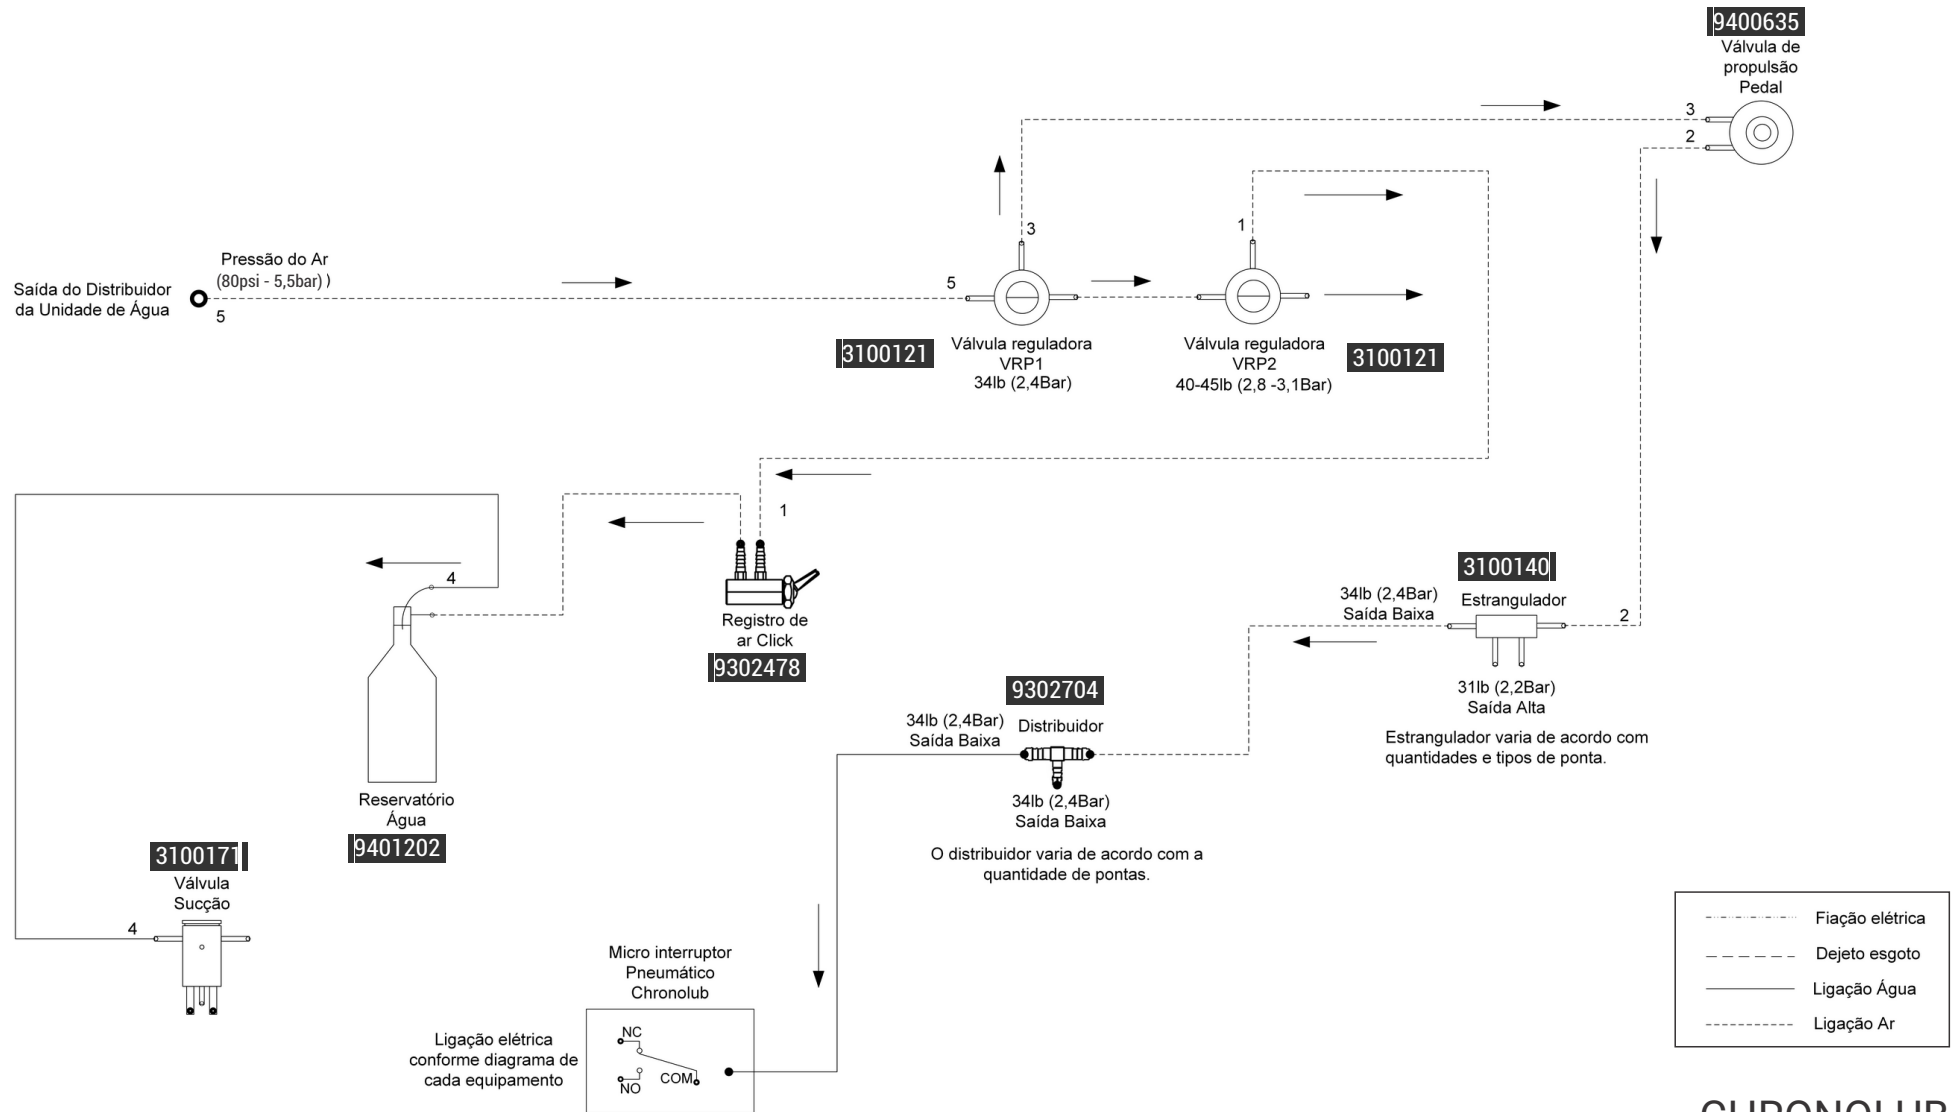 9400635
Válvula de
propulsão
Pedal
3
2
3
1
Pressão do Ar
(80psi - 5,5bar) )
Saída do Distribuidor
da Unidade de Água
5
5
3100121
Válvula reguladora
VRP1
34lb (2,4Bar)
Válvula reguladora
VRP2
40-45lb (2,8 -3,1Bar)
3100121
1
4
Registro de
ar Click
9302478
3100140
Estrangulador
34lb (2,4Bar)
Saída Baixa
2
31lb (2,2Bar)
Saída Alta
Estrangulador varia de acordo com
quantidades e tipos de ponta.
9302704
Distribuidor
34lb (2,4Bar)
Saída Baixa
34lb (2,4Bar)
Saída Baixa
O distribuidor varia de acordo com a
quantidade de pontas.
Reservatório
Água
9401202
3100171
Válvula
Sucção
4
Micro interruptor
Pneumático
Chronolub
Ligação elétrica
conforme diagrama de
cada equipamento
NC
NO
COM
Fiação elétrica
Dejeto esgoto
Ligação Água
Ligação Ar
CHRONOLUB